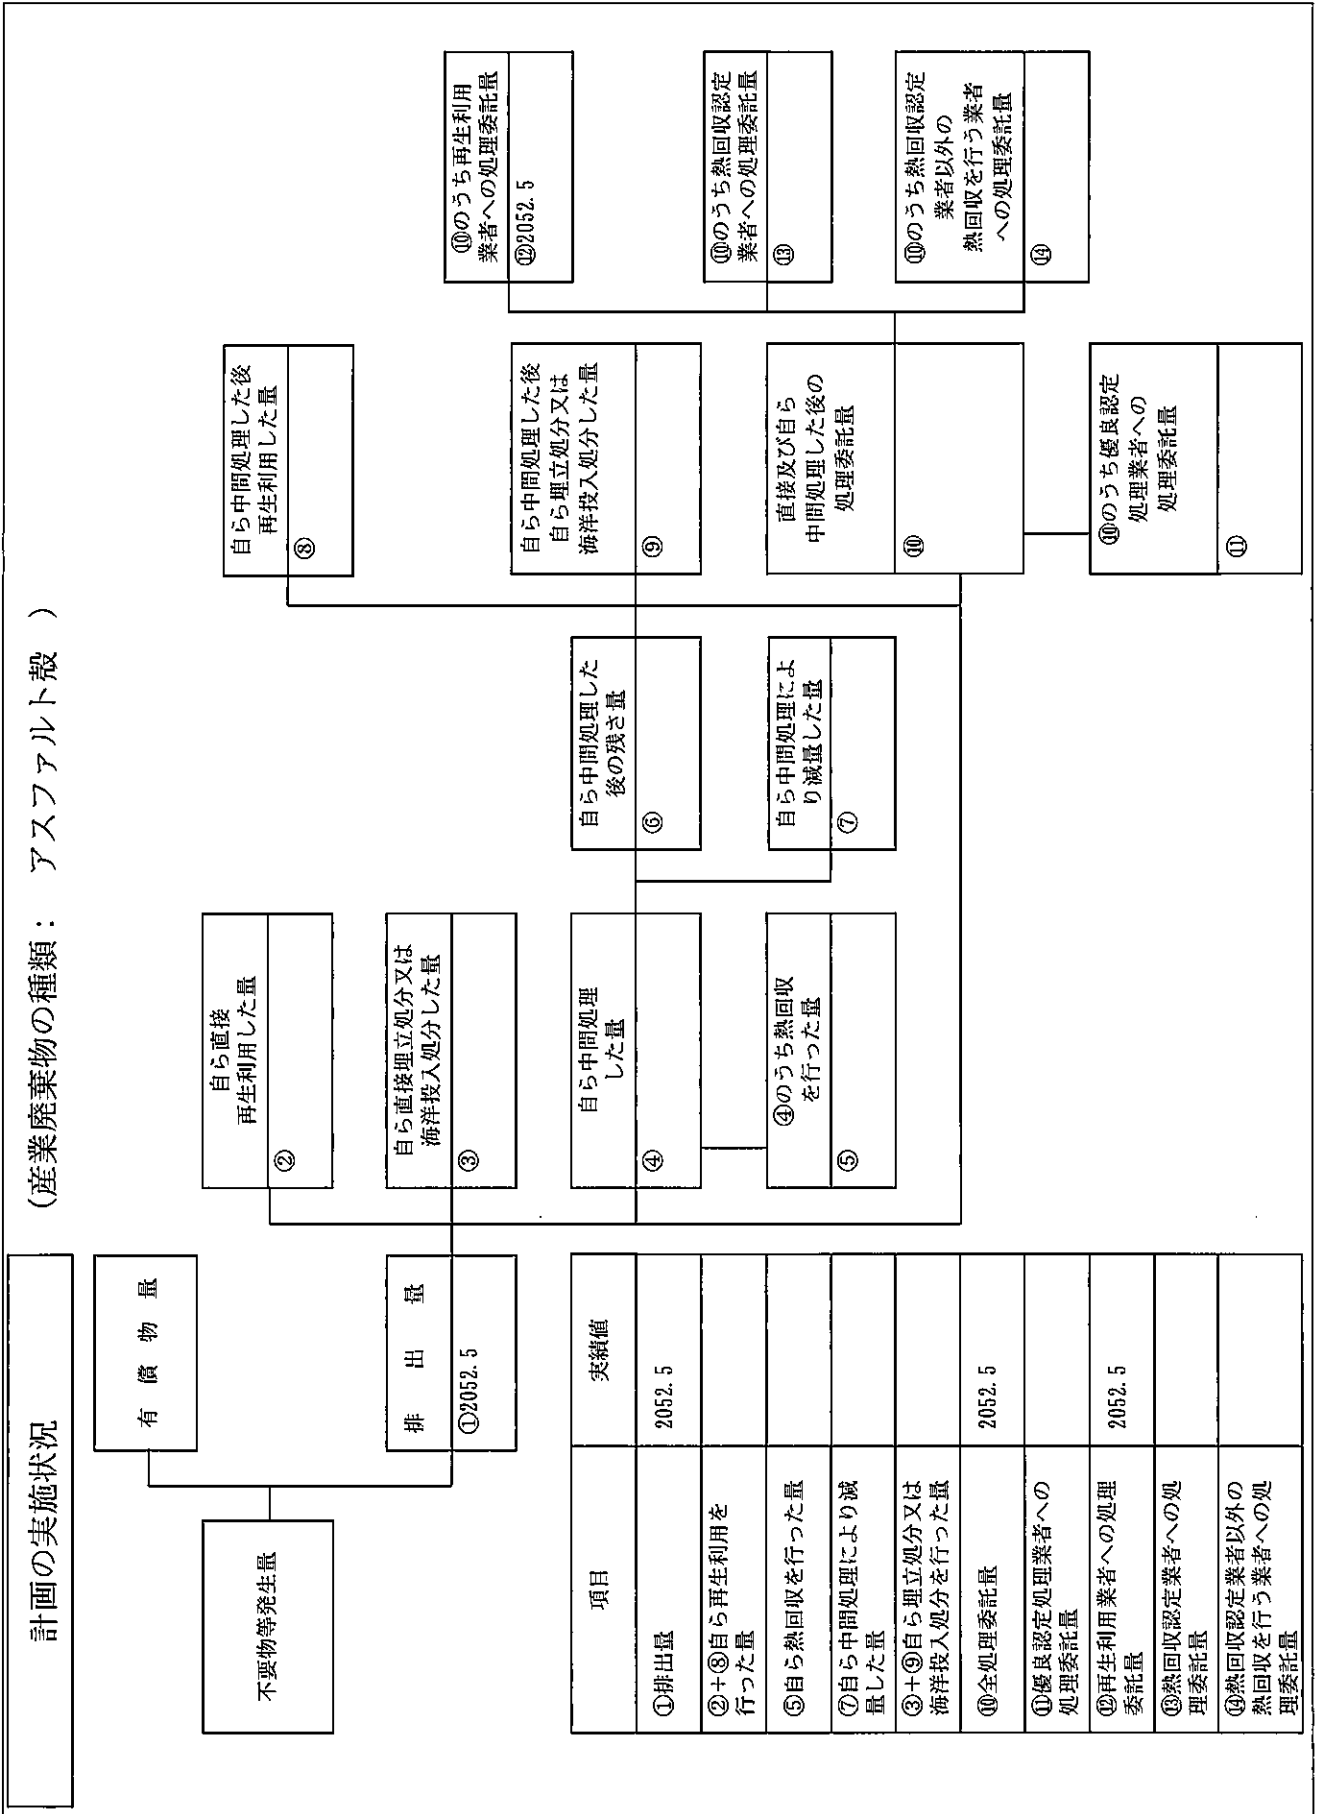 計画の実施状況
（産業廃棄物の種類： アスファルト殻 ）
不要物等発生量
有償物量
排出量
①2052.5
自ら直接
再生利用した量
②
自ら直接埋立処分又は
海洋投入処分した量
③
自ら中間処理
した量
④
④のうち熱回収
を行った量
⑤
自ら中間処理した
後の残さ量
⑥
自ら中間処理によ
り減量した量
⑦
自ら中間処理した後
再生利用した量
⑧
自ら中間処理した後
自ら埋立処分又は
海洋投入処分した量
⑨
直接及び自ら
中間処理した後の
処理委託量
⑩
⑩のうち優良認定
処理業者への
処理委託量
⑪
⑩のうち再生利用
業者への処理委託量
⑫2052.5
⑩のうち熱回収認定
業者への処理委託量
⑬
⑩のうち熱回収認定
業者以外の
熱回収を行う業者
への処理委託量
⑭
項目 実績値
①排出量 2052.5
②＋⑧自ら再生利用を
行った量
⑤自ら熱回収を行った量
⑦自ら中間処理により減
量した量
③＋⑨自ら埋立処分又は
海洋投入処分を行った量
⑩全処理委託量 2052.5
⑪優良認定処理業者への
処理委託量
⑫再生利用業者への処理
委託量 2052.5
⑬熱回収認定業者への処
理委託量
⑭熱回収認定業者以外の
熱回収を行う業者への処
理委託量